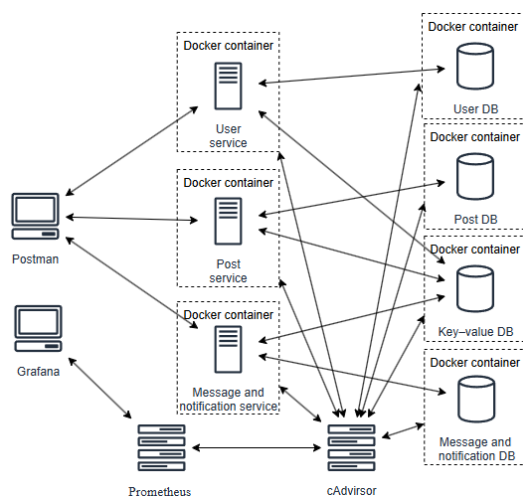 Docker container
User
service
Docker container
User DB
Docker container
Post
service
Docker container
Post DB
Postman
Docker container
Key–value DB
Docker container
Message and
notification service
Docker container
Message and
notification DB
Grafana
Prometheus
cAdvirsor